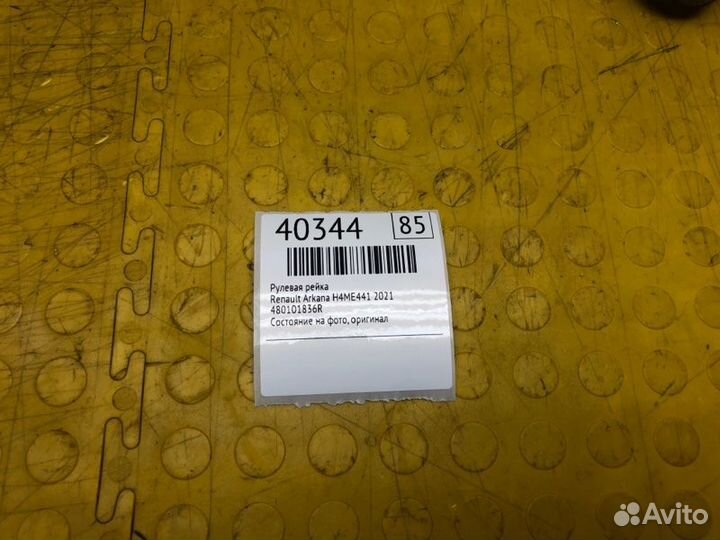 40344 85
Рулевая рейка
Renault Arkana H4ME441 2021
480101836R
Состояние на фото, оригинал
Avito